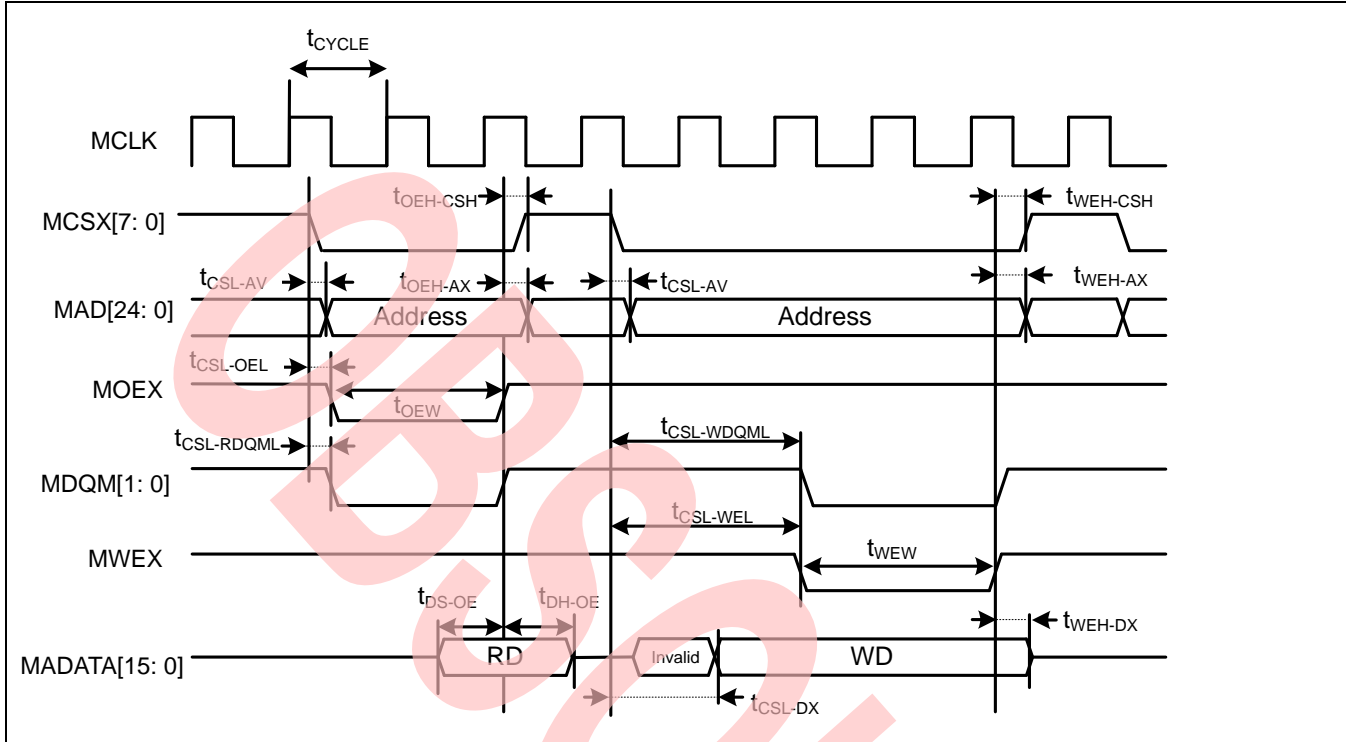 tCYCLE
MCLK
tOEH-CSH
tWEH-CSH
MCSX[7: 0]
tCSL-AV
tOEH-AX
tCSL-AV
tWEH-AX
MAD[24: 0]
Address
Address
tCSL-OEL
MOEX
tOEW
tCSL-RDQML
tCSL-WDQML
MDQM[1: 0]
tCSL-WEL
MWEX
tWEW
tDS-OE
tDH-OE
tWEH-DX
MADATA[15: 0]
RD
Invalid
WD
tCSL-DX